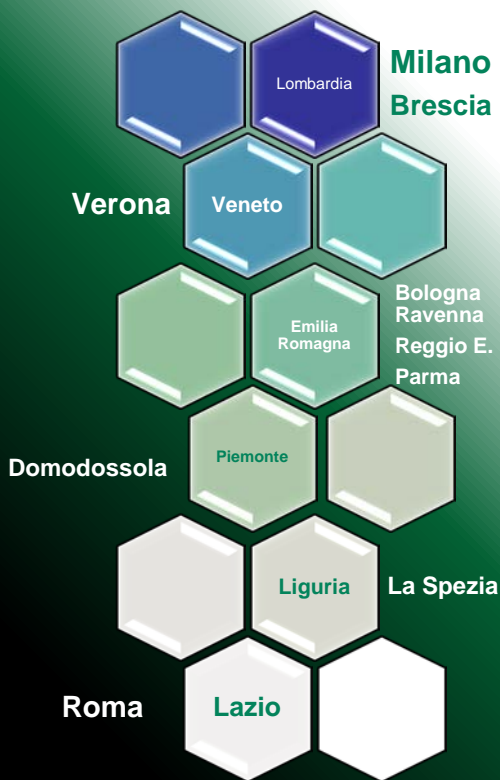 Lombardia
Milano
Brescia
Verona
Veneto
Emilia
Romagna
Bologna
Ravenna
Reggio E.
Parma
Domodossola
Piemonte
Liguria
La Spezia
Roma
Lazio